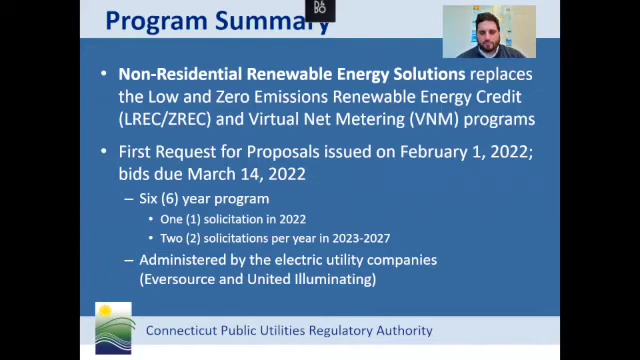 DABO
Program Summary
• Non-Residential Renewable Energy Solutions replaces
the Low and Zero Emissions Renewable Energy Credit
(LREC/ZREC) and Virtual Net Metering (VNM) programs
• First Request for Proposals issued on February 1, 2022;
bids due March 14, 2022
– Six (6) year program
• One (1) solicitation in 2022
• Two (2) solicitations per year in 2023-2027
– Administered by the electric utility companies
(Eversource and United Illuminating)
Connecticut Public Utilities Regulatory Authority